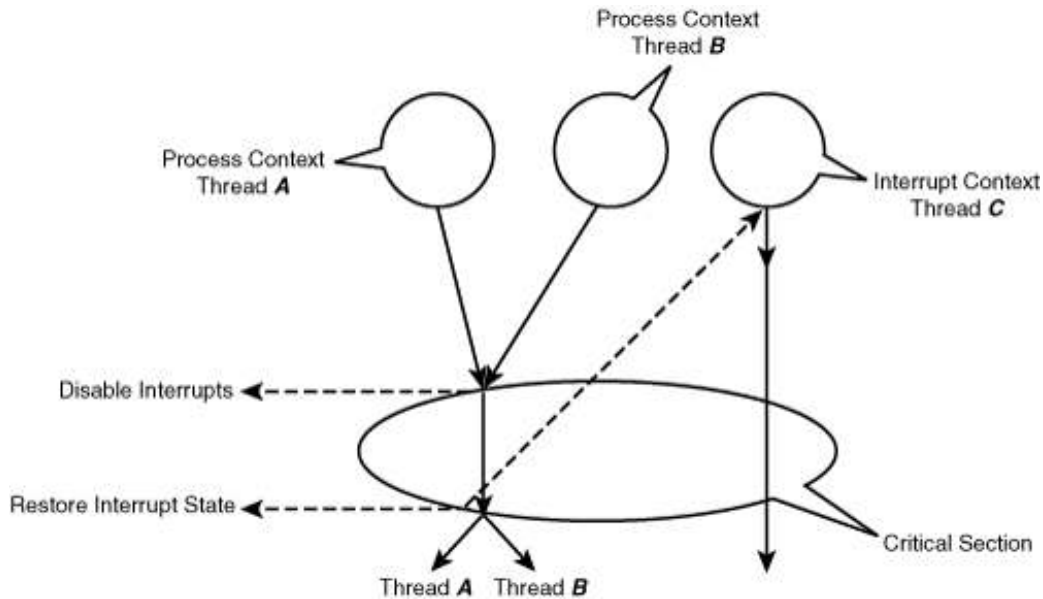 Process Context
Thread B
Process Context
Thread A
Interrupt Context
Thread C
Disable Interrupts
Restore Interrupt State
Critical Section
Thread A Thread B